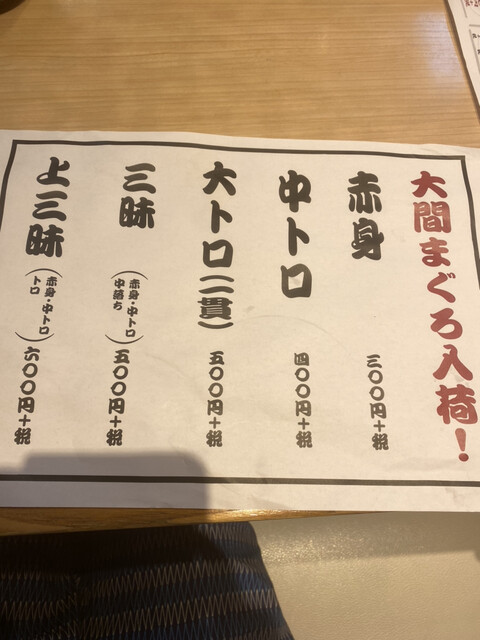 大間まぐろ入荷！
赤身 三〇〇円+税
中トロ 四〇〇円+税
大トロ(二貫) 五〇〇円+税
三昧(赤身・中トロ 中落ち) 五〇〇円+税
上三昧(赤身・中トロ トロ) 六〇〇円+税